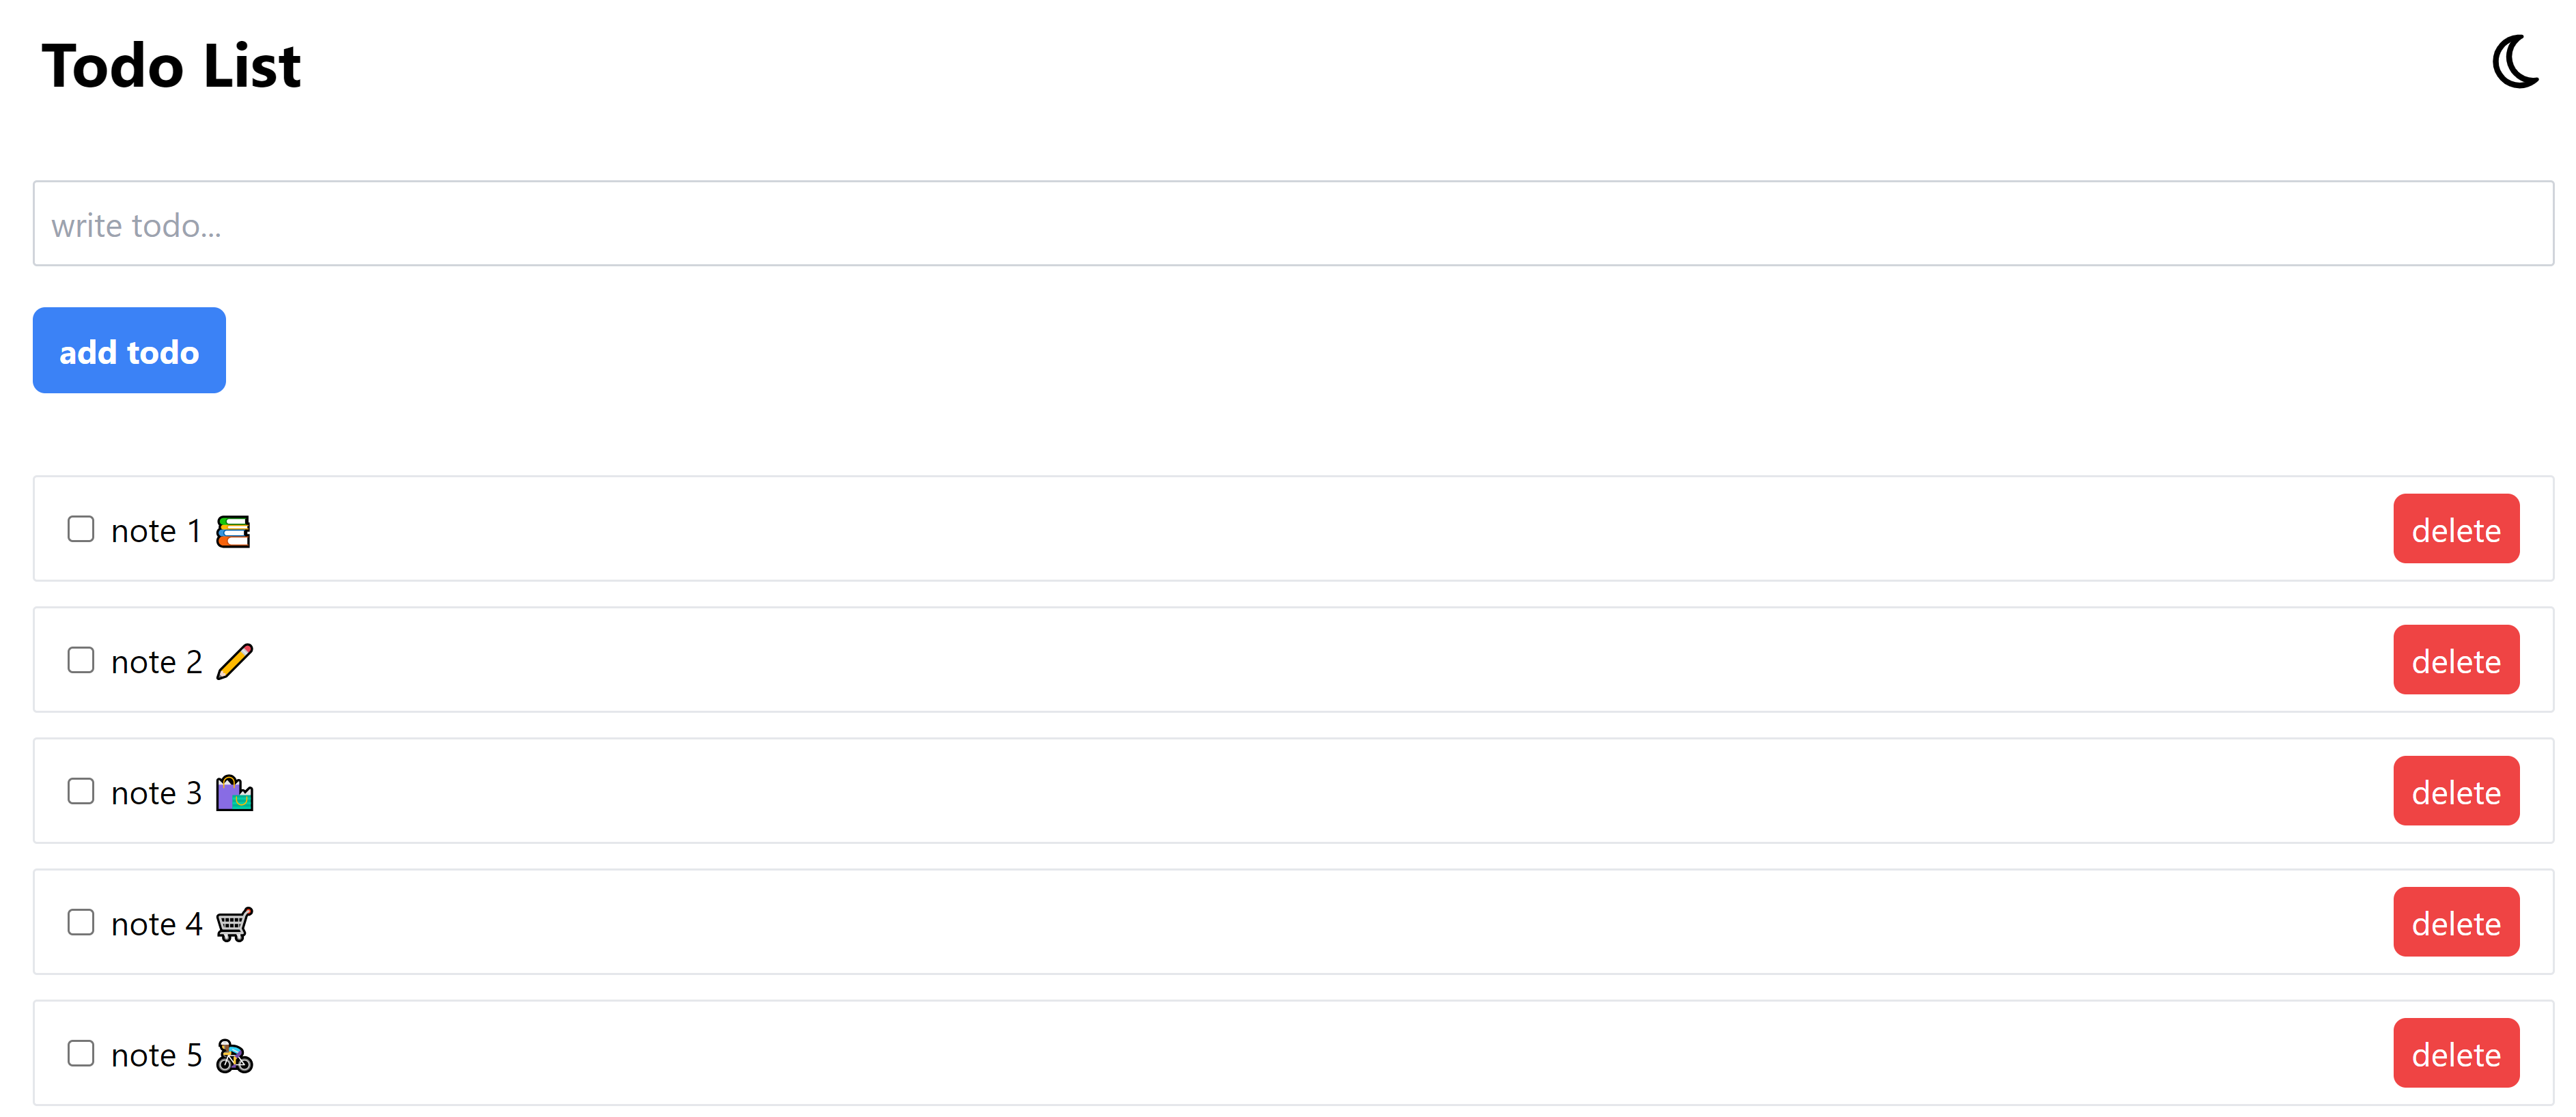 Todo List
write todo...
add todo
note 1 📚 delete
note 2 ✏️ delete
note 3 🛍️ delete
note 4 🛒 delete
note 5 🚴 delete